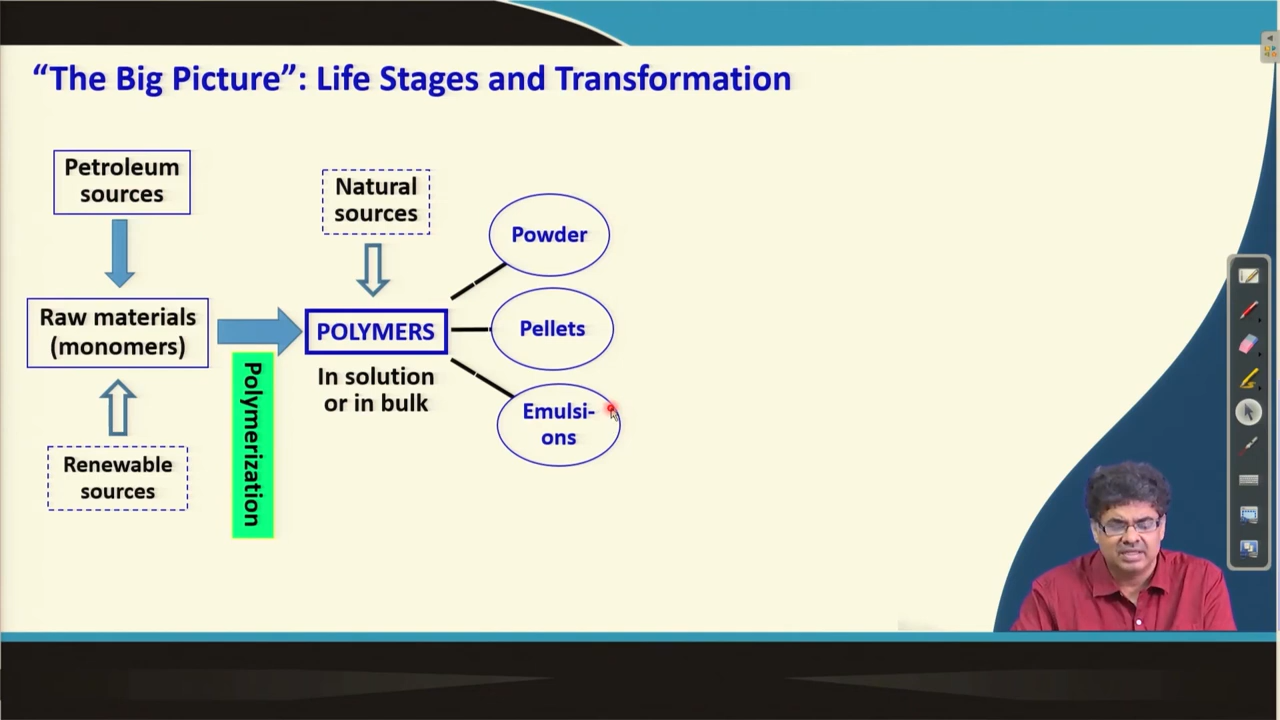 “The Big Picture”: Life Stages and Transformation
Petroleum
sources
Natural
sources
Powder
Raw materials
(monomers)
POLYMERS
Pellets
In solution
or in bulk
Polymerization
Emulsi-
ons
Renewable
sources